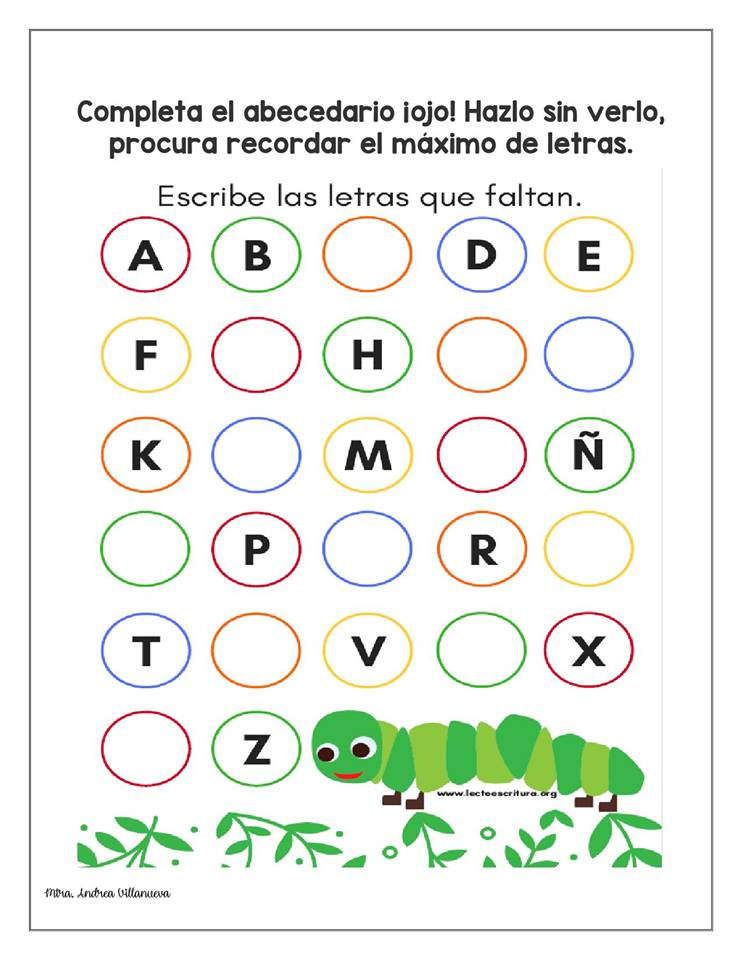 Completa el abecedario ¡ojo! Hazlo sin verlo,
procura recordar el máximo de letras.
Escribe las letras que faltan.
A B D E
F H
K M Ñ
P R
T V X
Z
www.lectoescritura.org
Mtra. Andrea Villanueva